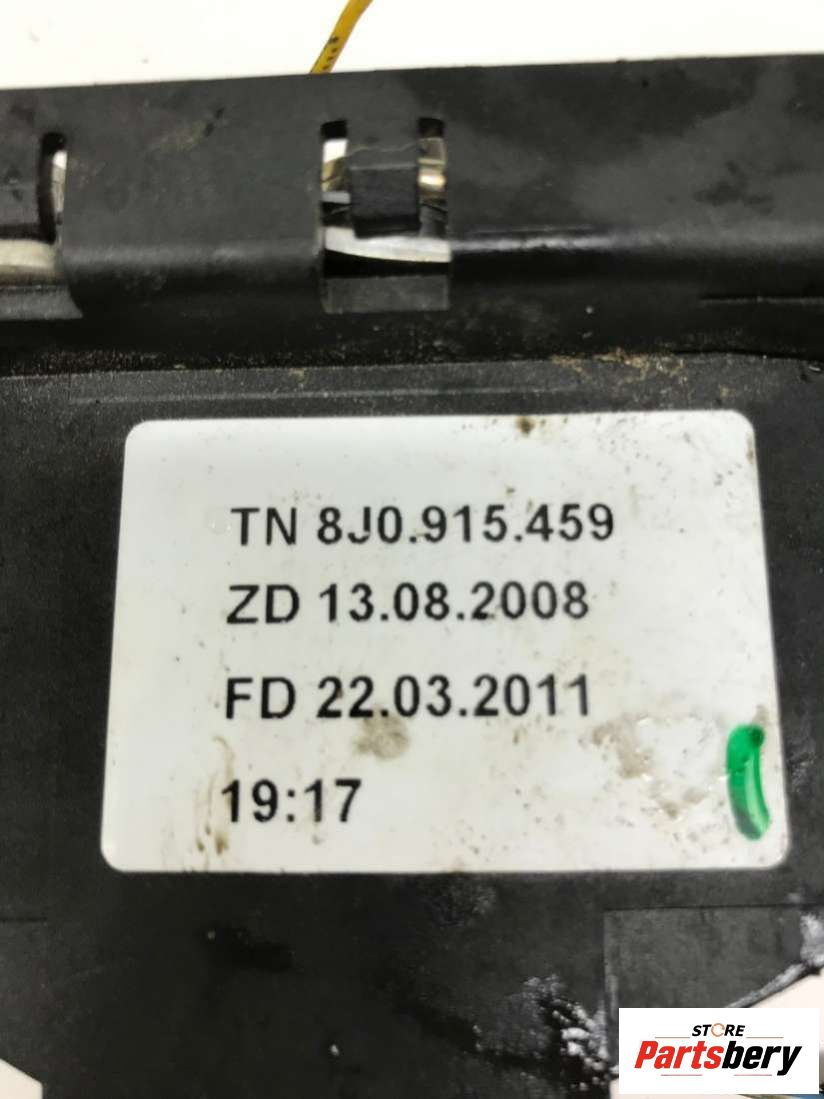 TN 8J0.915.459
ZD 13.08.2008
FD 22.03.2011
19:17
STORE
Partsbery